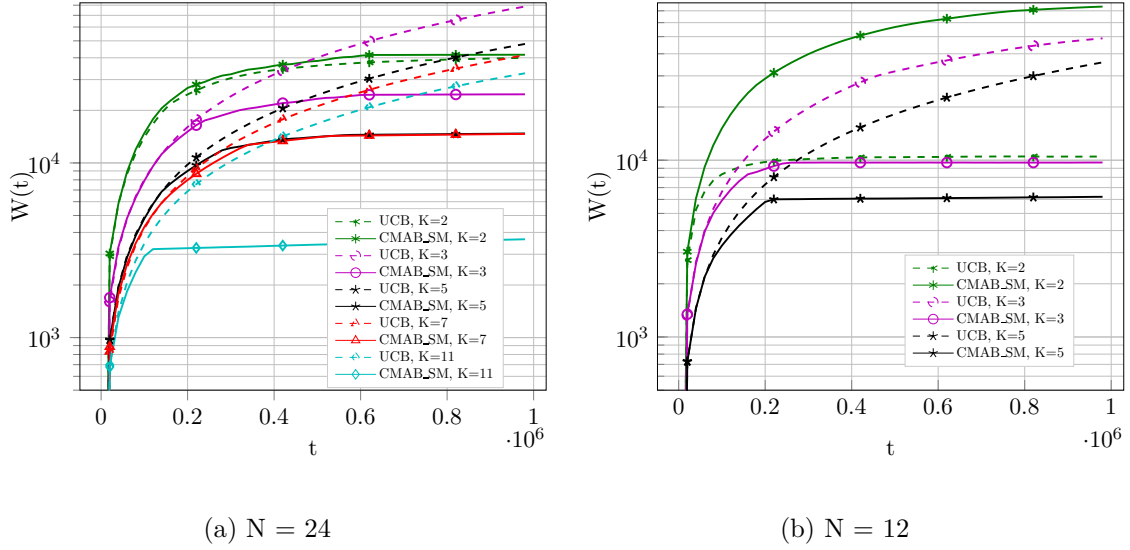 10^4
10^3
W(t)
UCB, K=2
CMAB_SM, K=2
UCB, K=3
CMAB_SM, K=3
UCB, K=5
CMAB_SM, K=5
UCB, K=7
CMAB_SM, K=7
UCB, K=11
CMAB_SM, K=11
0 0.2 0.4 0.6 0.8 1
·10^6
t
(a) N = 24
10^4
10^3
W(t)
UCB, K=2
CMAB_SM, K=2
UCB, K=3
CMAB_SM, K=3
UCB, K=5
CMAB_SM, K=5
0 0.2 0.4 0.6 0.8 1
·10^6
t
(b) N = 12